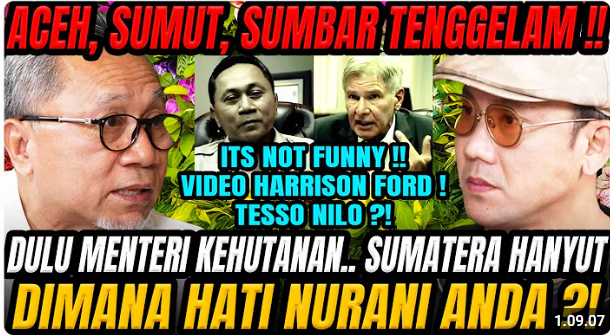 ACEH, SUMUT, SUMBAR TENGGELAM !!
ITS NOT FUNNY !!
VIDEO HARRISON FORD !
TESSO NILO ?!
DULU MENTERI KEHUTANAN.. SUMATERA HANYUT
DIMANA HATI NURANI ANDA ?!
1.09.07